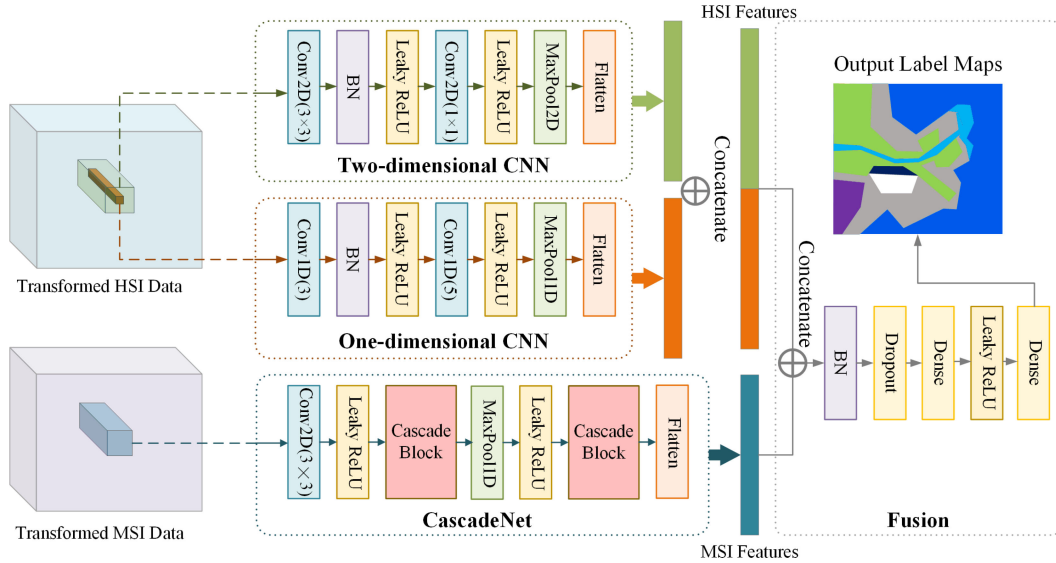 HSI Features
Conv2D(3×3)
BN
Leaky ReLU
Conv2D(1×1)
Leaky ReLU
MaxPool2D
Flatten
Two-dimensional CNN
Transformed HSI Data
Conv1D(3)
BN
Leaky ReLU
Conv1D(5)
Leaky ReLU
MaxPool1D
Flatten
One-dimensional CNN
Concatenate
Output Label Maps
Concatenate
BN
Dropout
Dense
Leaky ReLU
Dense
Fusion
Conv2D(3×3)
Leaky ReLU
Cascade
Block
MaxPool1D
Leaky ReLU
Cascade
Block
Flatten
CascadeNet
Transformed MSI Data
MSI Features